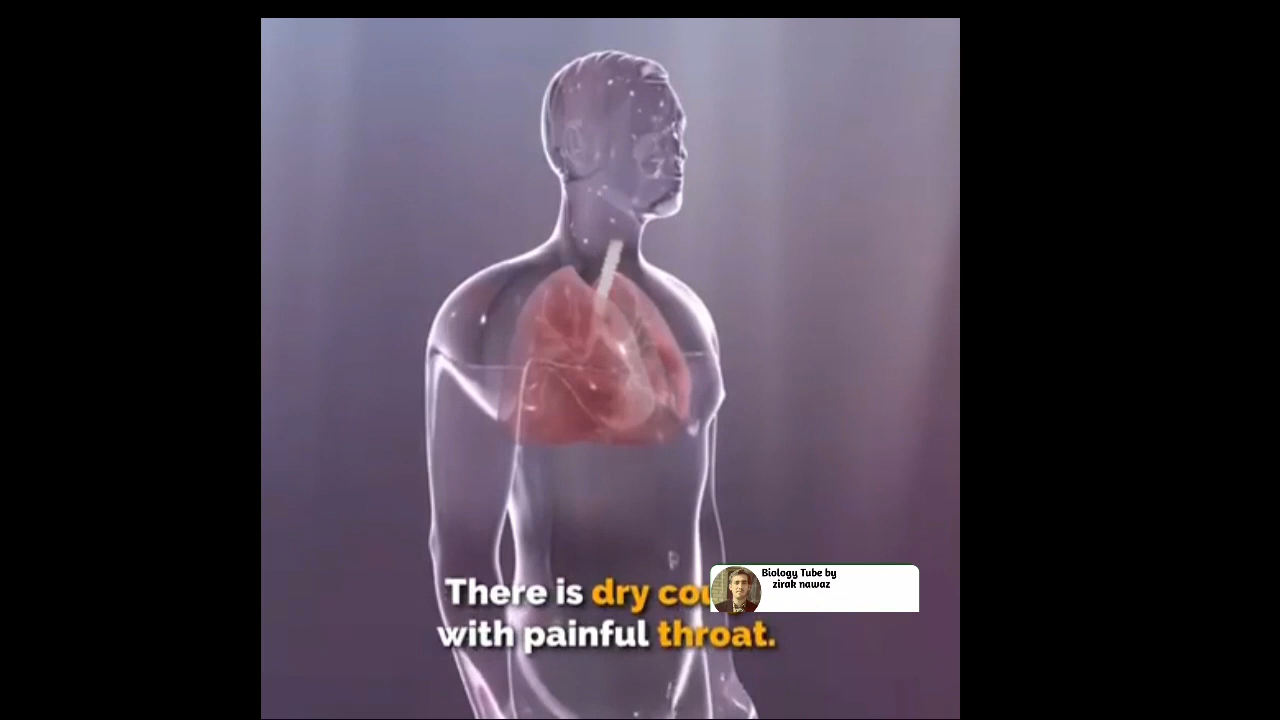 There is dry
with painful throat.
Biology Tube by
zirak nawaz